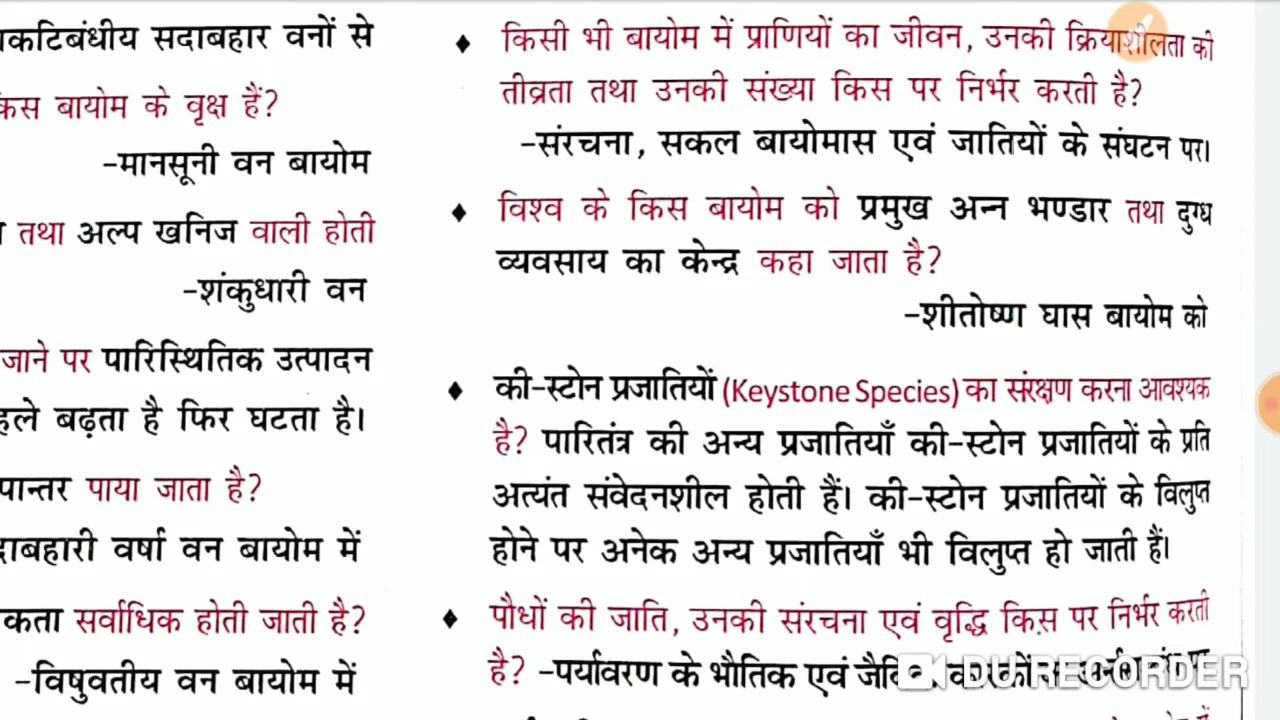 कटिबंधीय सदाबहार वनों से
किस बायोम के वृक्ष हैं?
-मानसूनी वन बायोम
तथा अल्प खनिज वाली होती
-शंकुधारी वन
जाने पर पारिस्थितिक उत्पादन
हले बढ़ता है फिर घटता है।
पान्तर पाया जाता है?
दाबहारी वर्षा वन बायोम में
कता सर्वाधिक होती जाती है?
-विषुवतीय वन बायोम में
♦ किसी भी बायोम में प्राणियों का जीवन, उनकी क्रियाशीलता की
तीव्रता तथा उनकी संख्या किस पर निर्भर करती है?
-संरचना, सकल बायोमास एवं जातियों के संघटन पर।
♦ विश्व के किस बायोम को प्रमुख अन्न भण्डार तथा दुग्ध
व्यवसाय का केन्द्र कहा जाता है?
-शीतोष्ण घास बायोम को
♦ की-स्टोन प्रजातियों (Keystone Species) का संरक्षण करना आवश्यक
है? पारितंत्र की अन्य प्रजातियाँ की-स्टोन प्रजातियों के प्रति
अत्यंत संवेदनशील होती हैं। की-स्टोन प्रजातियों के विलुप्त
होने पर अनेक अन्य प्रजातियाँ भी विलुप्त हो जाती हैं।
♦ पौधों की जाति, उनकी संरचना एवं वृद्धि किस पर निर्भर करती
है? -पर्यावरण के भौतिक एवं
DU RECORDER